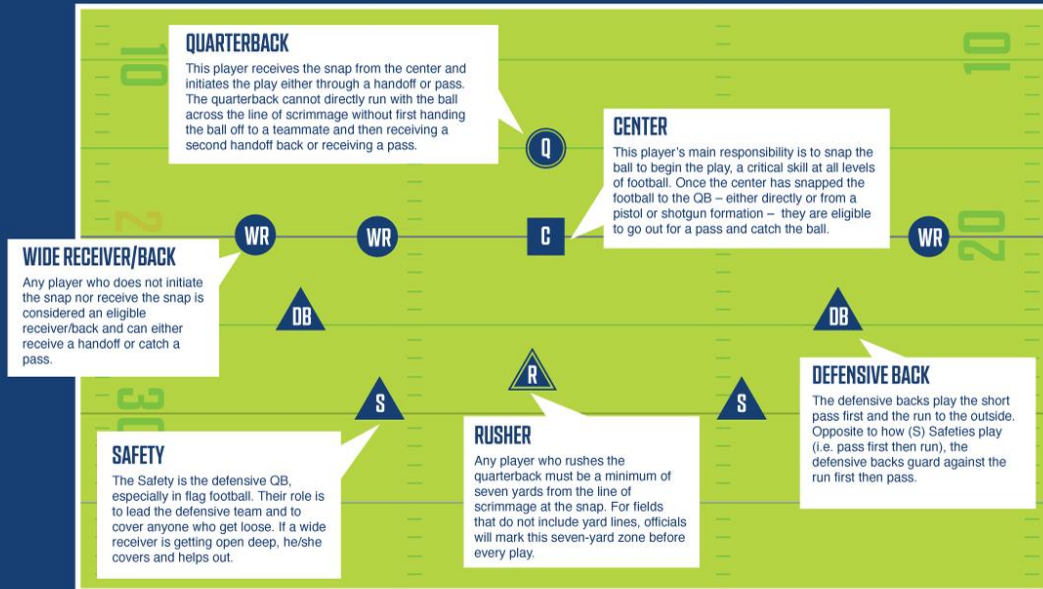 10
10
QUARTERBACK
This player receives the snap from the center and
initiates the play either through a handoff or pass.
The quarterback cannot directly run with the ball
across the line of scrimmage without first handing
the ball off to a teammate and then receiving a
second handoff back or receiving a pass.
Q
CENTER
This player's main responsibility is to snap the
ball to begin the play, a critical skill at all levels
of football. Once the center has snapped the
football to the QB – either directly or from a
pistol or shotgun formation – they are eligible
to go out for a pass and catch the ball.
2
WR
WR
C
WR
20
WIDE RECEIVER/BACK
Any player who does not initiate
the snap nor receive the snap is
considered an eligible
receiver/back and can either
receive a handoff or catch a
pass.
DB
DB
R
S
S
30
DEFENSIVE BACK
The defensive backs play the short
pass first and the run to the outside.
Opposite to how (S) Safeties play
(i.e. pass first then run), the
defensive backs guard against the
run first then pass.
SAFETY
The Safety is the defensive QB,
especially in flag football. Their role is
to lead the defensive team and to
cover anyone who get loose. If a wide
receiver is getting open deep, he/she
covers and helps out.
RUSHER
Any player who rushes the
quarterback must be a minimum of
seven yards from the line of
scrimmage at the snap. For fields
that do not include yard lines, officials
will mark this seven-yard zone before
every play.